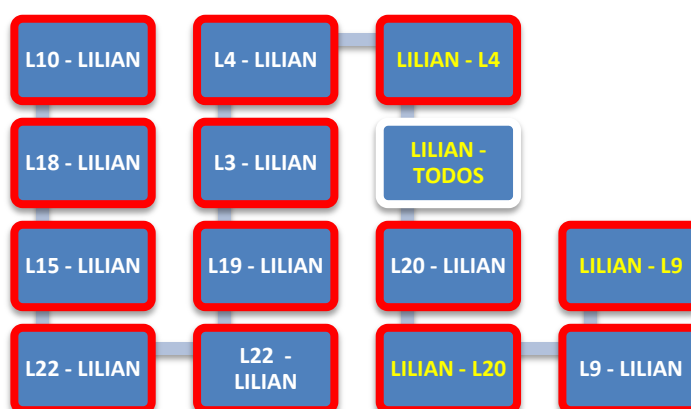 L10 - LILIAN
L4 - LILIAN
LILIAN - L4
L18 - LILIAN
L3 - LILIAN
LILIAN -
TODOS
L15 - LILIAN
L19 - LILIAN
L20 - LILIAN
LILIAN - L9
L22 - LILIAN
L22 -
LILIAN
LILIAN - L20
L9 - LILIAN